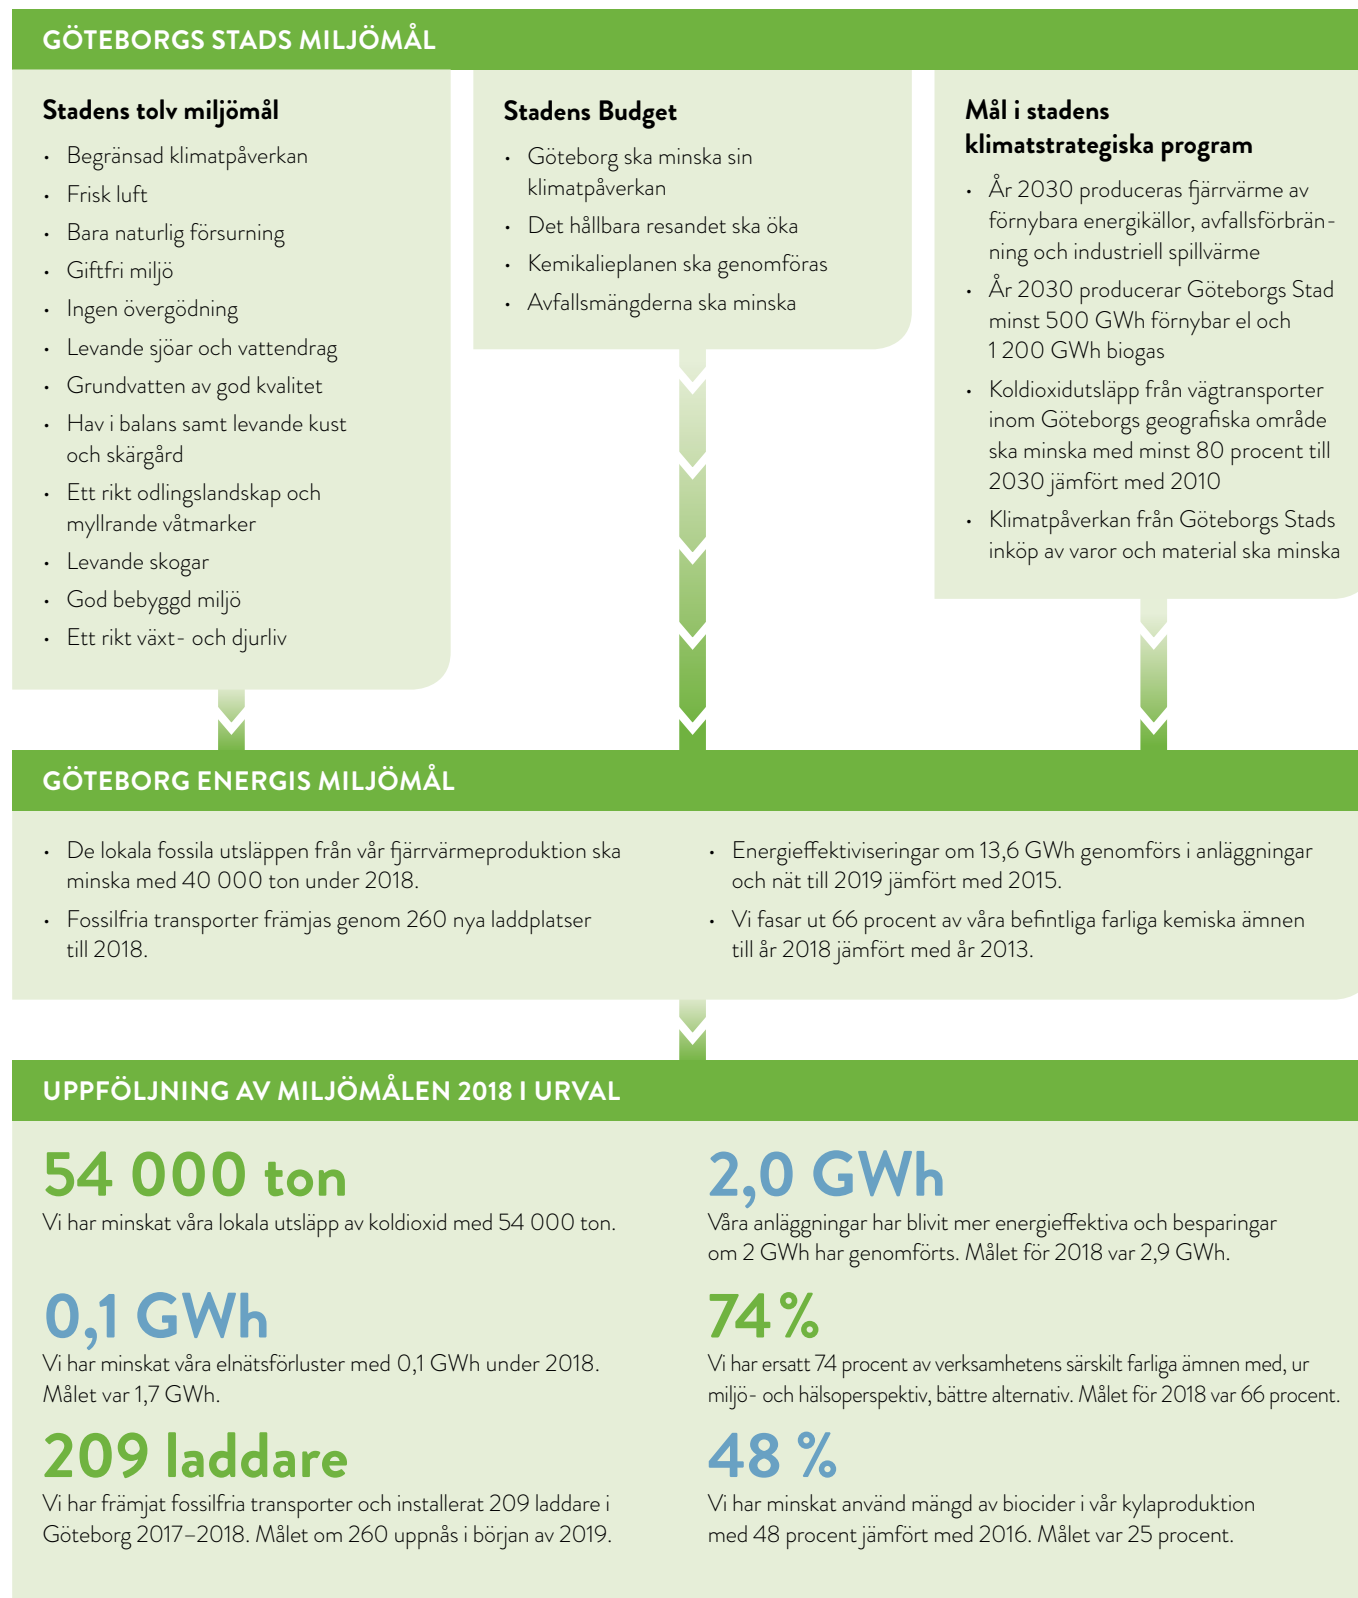 GÖTEBORGS STADS MILJÖMÅL
Stadens tolv miljömål
• Begränsad klimatpåverkan
• Frisk luft
• Bara naturlig försurning
• Giftfri miljö
• Ingen övergödning
• Levande sjöar och vattendrag
• Grundvatten av god kvalitet
• Hav i balans samt levande kust
och skärgård
• Ett rikt odlingslandskap och
myllrande våtmarker
• Levande skogar
• God bebyggd miljö
• Ett rikt växt- och djurliv
Stadens Budget
• Göteborg ska minska sin
klimatpåverkan
• Det hållbara resandet ska öka
• Kemikalieplanen ska genomföras
• Avfallsmängderna ska minska
Mål i stadens
klimatstrategiska program
• År 2030 produceras fjärrvärme av
förnybara energikällor, avfallsförbrän-
ning och industriell spillvärme
• År 2030 producerar Göteborgs Stad
minst 500 GWh förnybar el och
1 200 GWh biogas
• Koldioxidutsläpp från vägtransporter
inom Göteborgs geografiska område
ska minska med minst 80 procent till
2030 jämfört med 2010
• Klimatpåverkan från Göteborgs Stads
inköp av varor och material ska minska
GÖTEBORG ENERGIS MILJÖMÅL
• De lokala fossila utsläppen från vår fjärrvärmeproduktion ska
minska med 40 000 ton under 2018.
• Fossilfria transporter främjas genom 260 nya laddplatser
till 2018.
• Energieffektiviseringar om 13,6 GWh genomförs i anläggningar
och nät till 2019 jämfört med 2015.
• Vi fasar ut 66 procent av våra befintliga farliga kemiska ämnen
till år 2018 jämfört med år 2013.
UPPFÖLJNING AV MILJÖMÅLEN 2018 I URVAL
54 000 ton
Vi har minskat våra lokala utsläpp av koldioxid med 54 000 ton.
0,1 GWh
Vi har minskat våra elnätsförluster med 0,1 GWh under 2018.
Målet var 1,7 GWh.
209 laddare
Vi har främjat fossilfria transporter och installerat 209 laddare i
Göteborg 2017–2018. Målet om 260 uppnås i början av 2019.
2,0 GWh
Våra anläggningar har blivit mer energieffektiva och besparingar
om 2 GWh har genomförts. Målet för 2018 var 2,9 GWh.
74 %
Vi har ersatt 74 procent av verksamhetens särskilt farliga ämnen med, ur
miljö- och hälsoperspektiv, bättre alternativ. Målet för 2018 var 66 procent.
48 %
Vi har minskat använd mängd av biocider i vår kylaproduktion
med 48 procent jämfört med 2016. Målet var 25 procent.